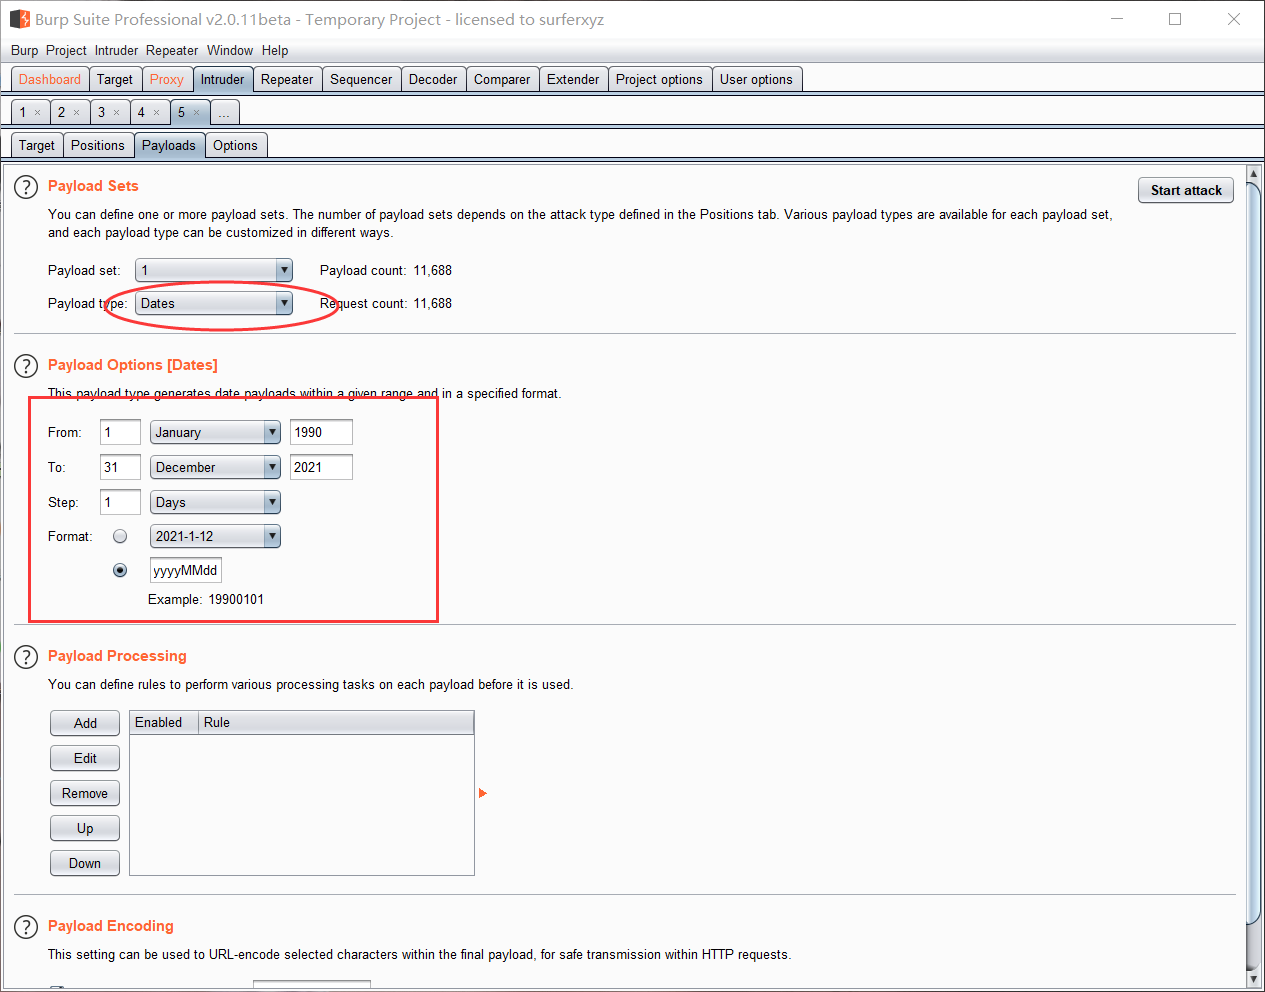 Burp Suite Professional v2.0.11beta - Temporary Project - licensed to surferxyz
Burp Project Intruder Repeater Window Help
Dashboard Target Proxy Intruder Repeater Sequencer Decoder Comparer Extender Project options User options
1 × 2 × 3 × 4 × 5 × ...
Target Positions Payloads Options
? Payload Sets
Start attack
You can define one or more payload sets. The number of payload sets depends on the attack type defined in the Positions tab. Various payload types are available for each payload set,
and each payload type can be customized in different ways.
Payload set: 1 Payload count: 11,688
Payload type: Dates Request count: 11,688
? Payload Options [Dates]
This payload type generates date payloads within a given range and in a specified format.
From: 1 January 1990
To: 31 December 2021
Step: 1 Days
Format: 2021-1-12
yyyyMMdd
Example: 19900101
? Payload Processing
You can define rules to perform various processing tasks on each payload before it is used.
Add Enabled Rule
Edit
Remove
Up
Down
? Payload Encoding
This setting can be used to URL-encode selected characters within the final payload, for safe transmission within HTTP requests.